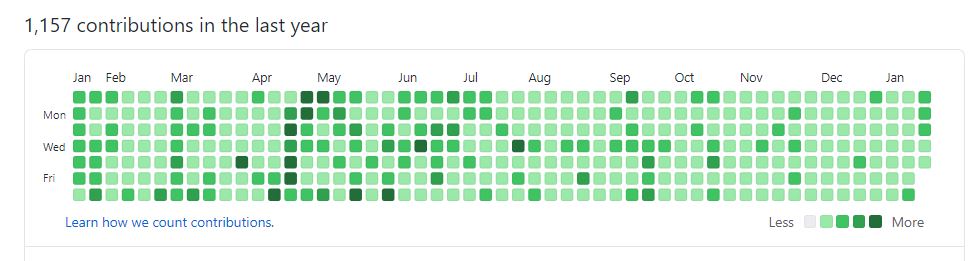 1,157 contributions in the last year
Jan Feb Mar Apr May Jun Jul Aug Sep Oct Nov Dec Jan
Mon
Wed
Fri
Learn how we count contributions. Less More